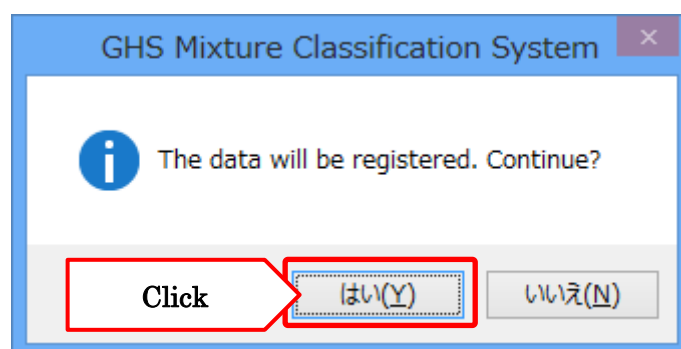 GHS Mixture Classification System
The data will be registered. Continue?
Click
はい(Y)
いいえ(N)